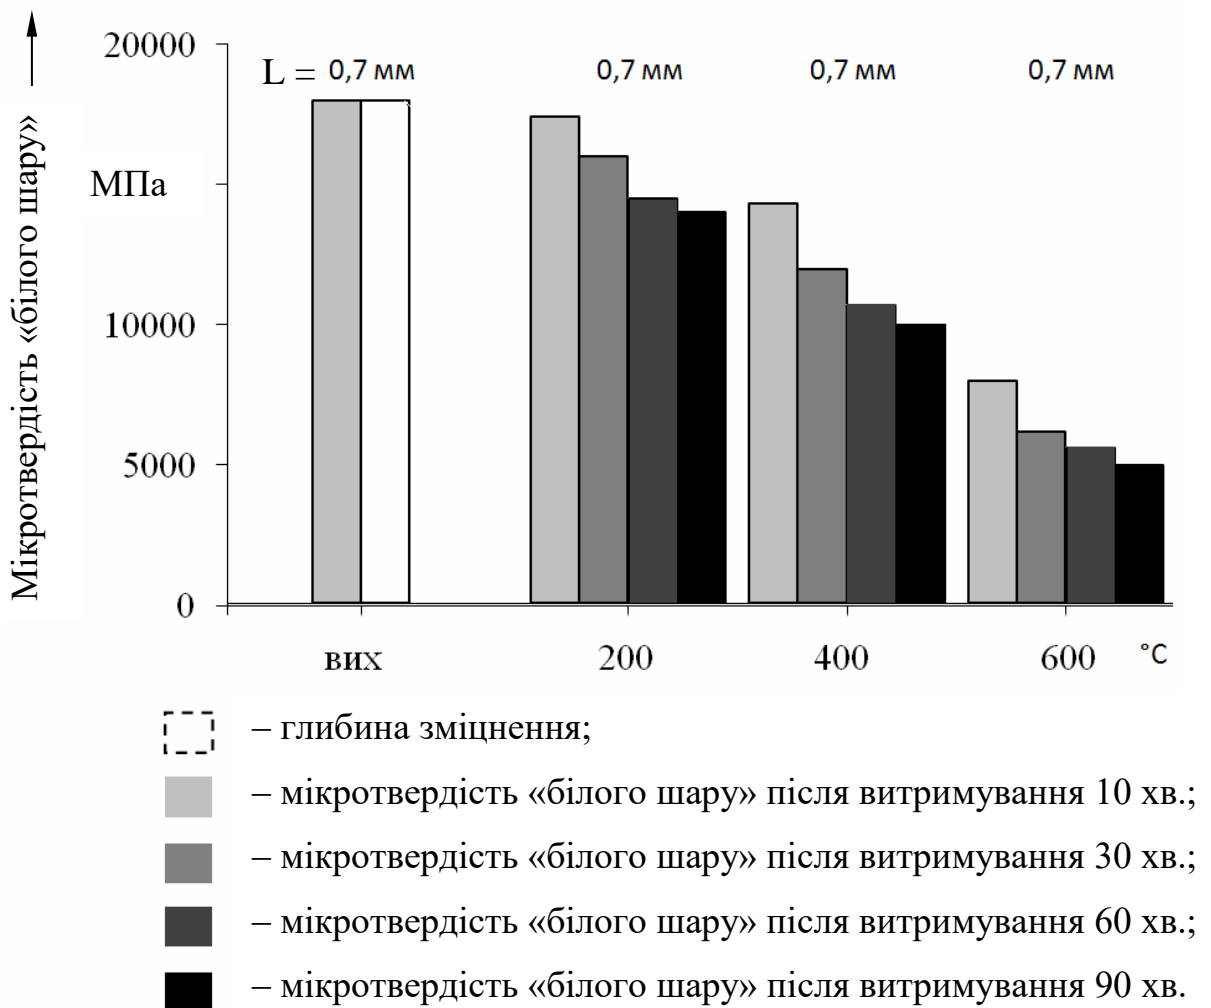 Мікротвердість «білого шару»
20000
МПа
10000
5000
0
L = 0,7 мм 0,7 мм 0,7 мм 0,7 мм
вих 200 400 600 °C
– глибина зміцнення;
– мікротвердість «білого шару» після витримування 10 хв.;
– мікротвердість «білого шару» після витримування 30 хв.;
– мікротвердість «білого шару» після витримування 60 хв.;
– мікротвердість «білого шару» після витримування 90 хв.